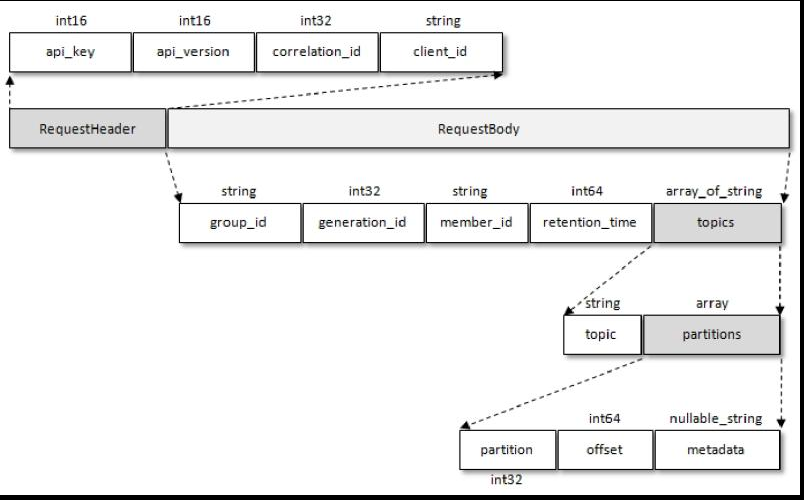 int16 int16 int32 string
api_key api_version correlation_id client_id
RequestHeader RequestBody
string int32 string int64 array_of_string
group_id generation_id member_id retention_time topics
string array
topic partitions
int64 nullable_string
partition offset metadata
int32